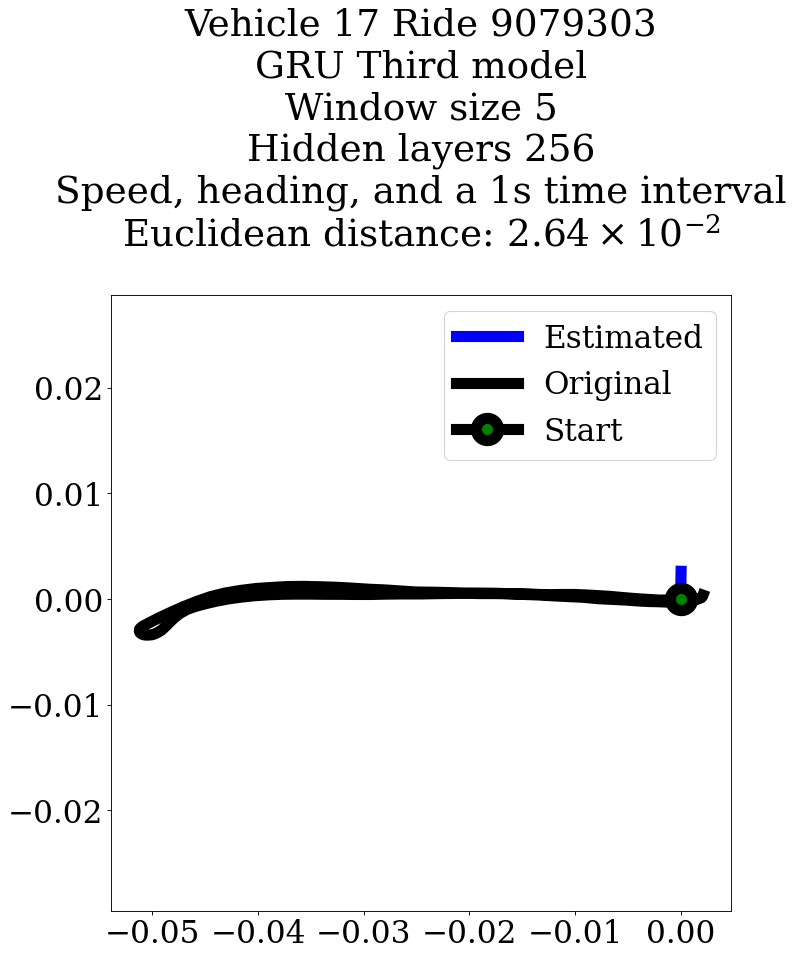 Vehicle 17 Ride 9079303
GRU Third model
Window size 5
Hidden layers 256
Speed, heading, and a 1s time interval
Euclidean distance: 2.64 × 10⁻²
Estimated
Original
Start
0.02
0.01
0.00
−0.01
−0.02
−0.05 −0.04 −0.03 −0.02 −0.01 0.00